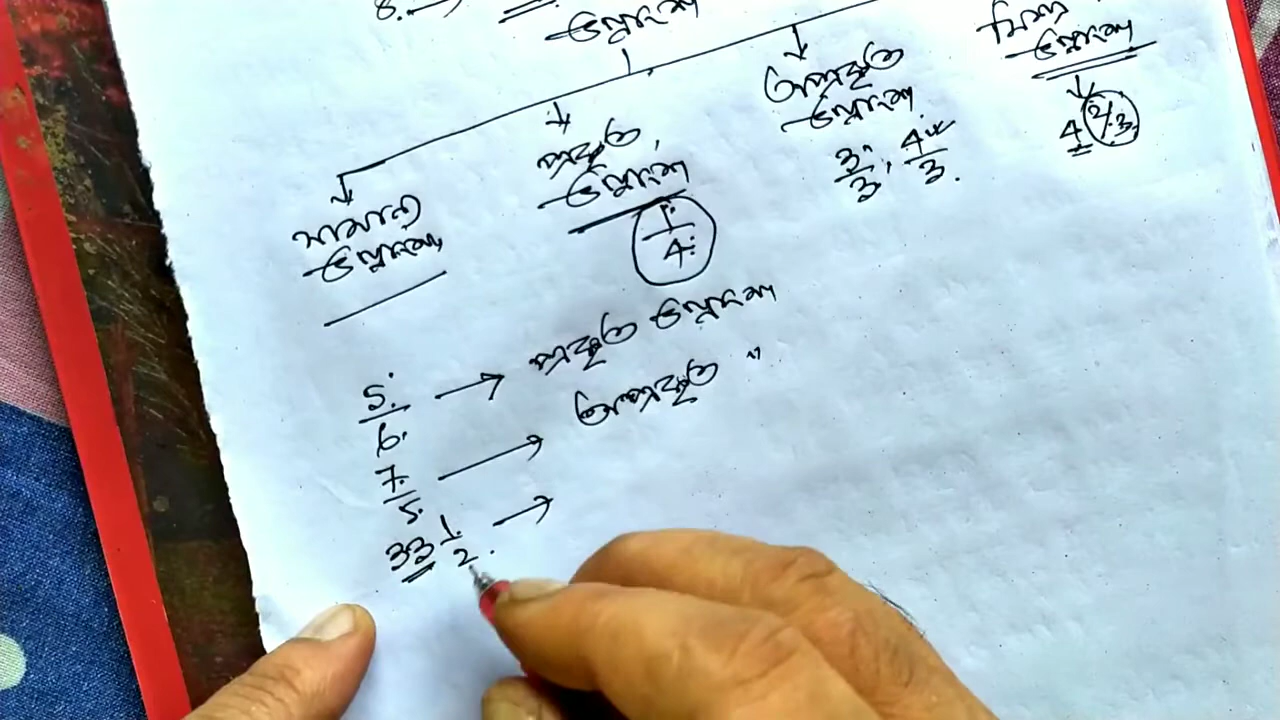 8.
ভগ্নাংশ
সামান্য
ভগ্নাংশ
প্রকৃত
ভগ্নাংশ
1/4
অপ্রকৃত
ভগ্নাংশ
3/3, 4/3
মিশ্র
ভগ্নাংশ
4 2/3
5/6 → প্রকৃত ভগ্নাংশ
7/5 → অপ্রকৃত "
33 1/2 →